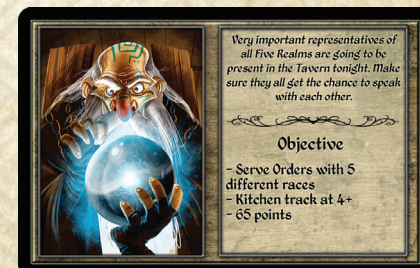 Very important representatives of
all Five Realms are going to be
present in the Tavern tonight. Make
sure they all get the chance to speak
with each other.
Objective
- Serve Orders with 5
different races
- Kitchen track at 4+
- 65 points